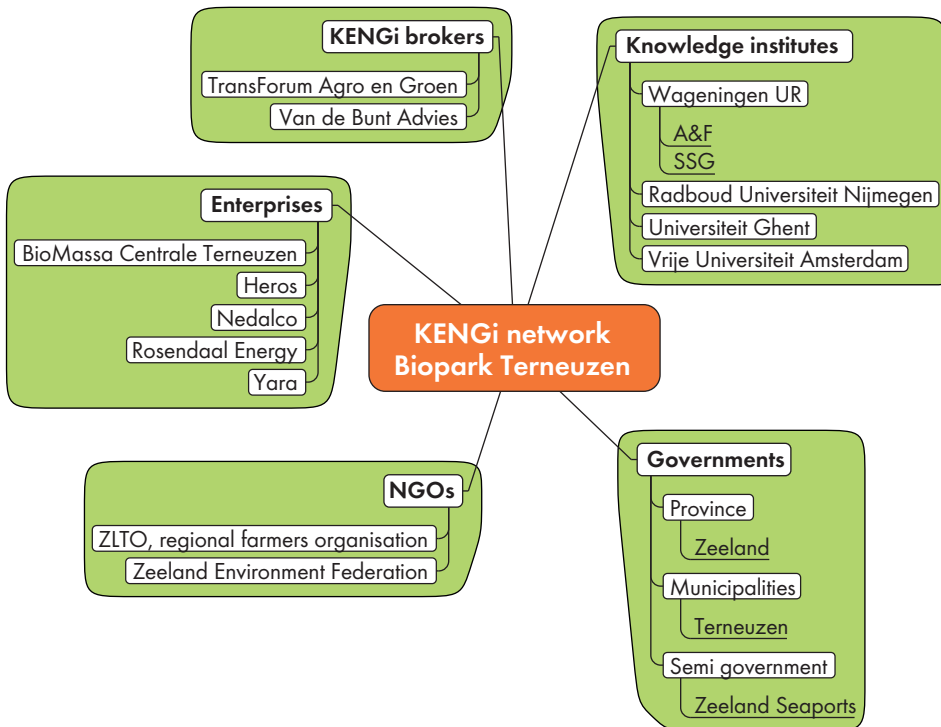 KENGi brokers
TransForum Agro en Groen
Van de Bunt Advies
Knowledge institutes
Wageningen UR
A&F
SSG
Radboud Universiteit Nijmegen
Universiteit Ghent
Vrije Universiteit Amsterdam
Enterprises
BioMassa Centrale Terneuzen
Heros
Nedalco
Rosendaal Energy
Yara
KENGi network
Biopark Terneuzen
NGOs
ZLTO, regional farmers organisation
Zeeland Environment Federation
Governments
Province
Zeeland
Municipalities
Terneuzen
Semi government
Zeeland Seaports